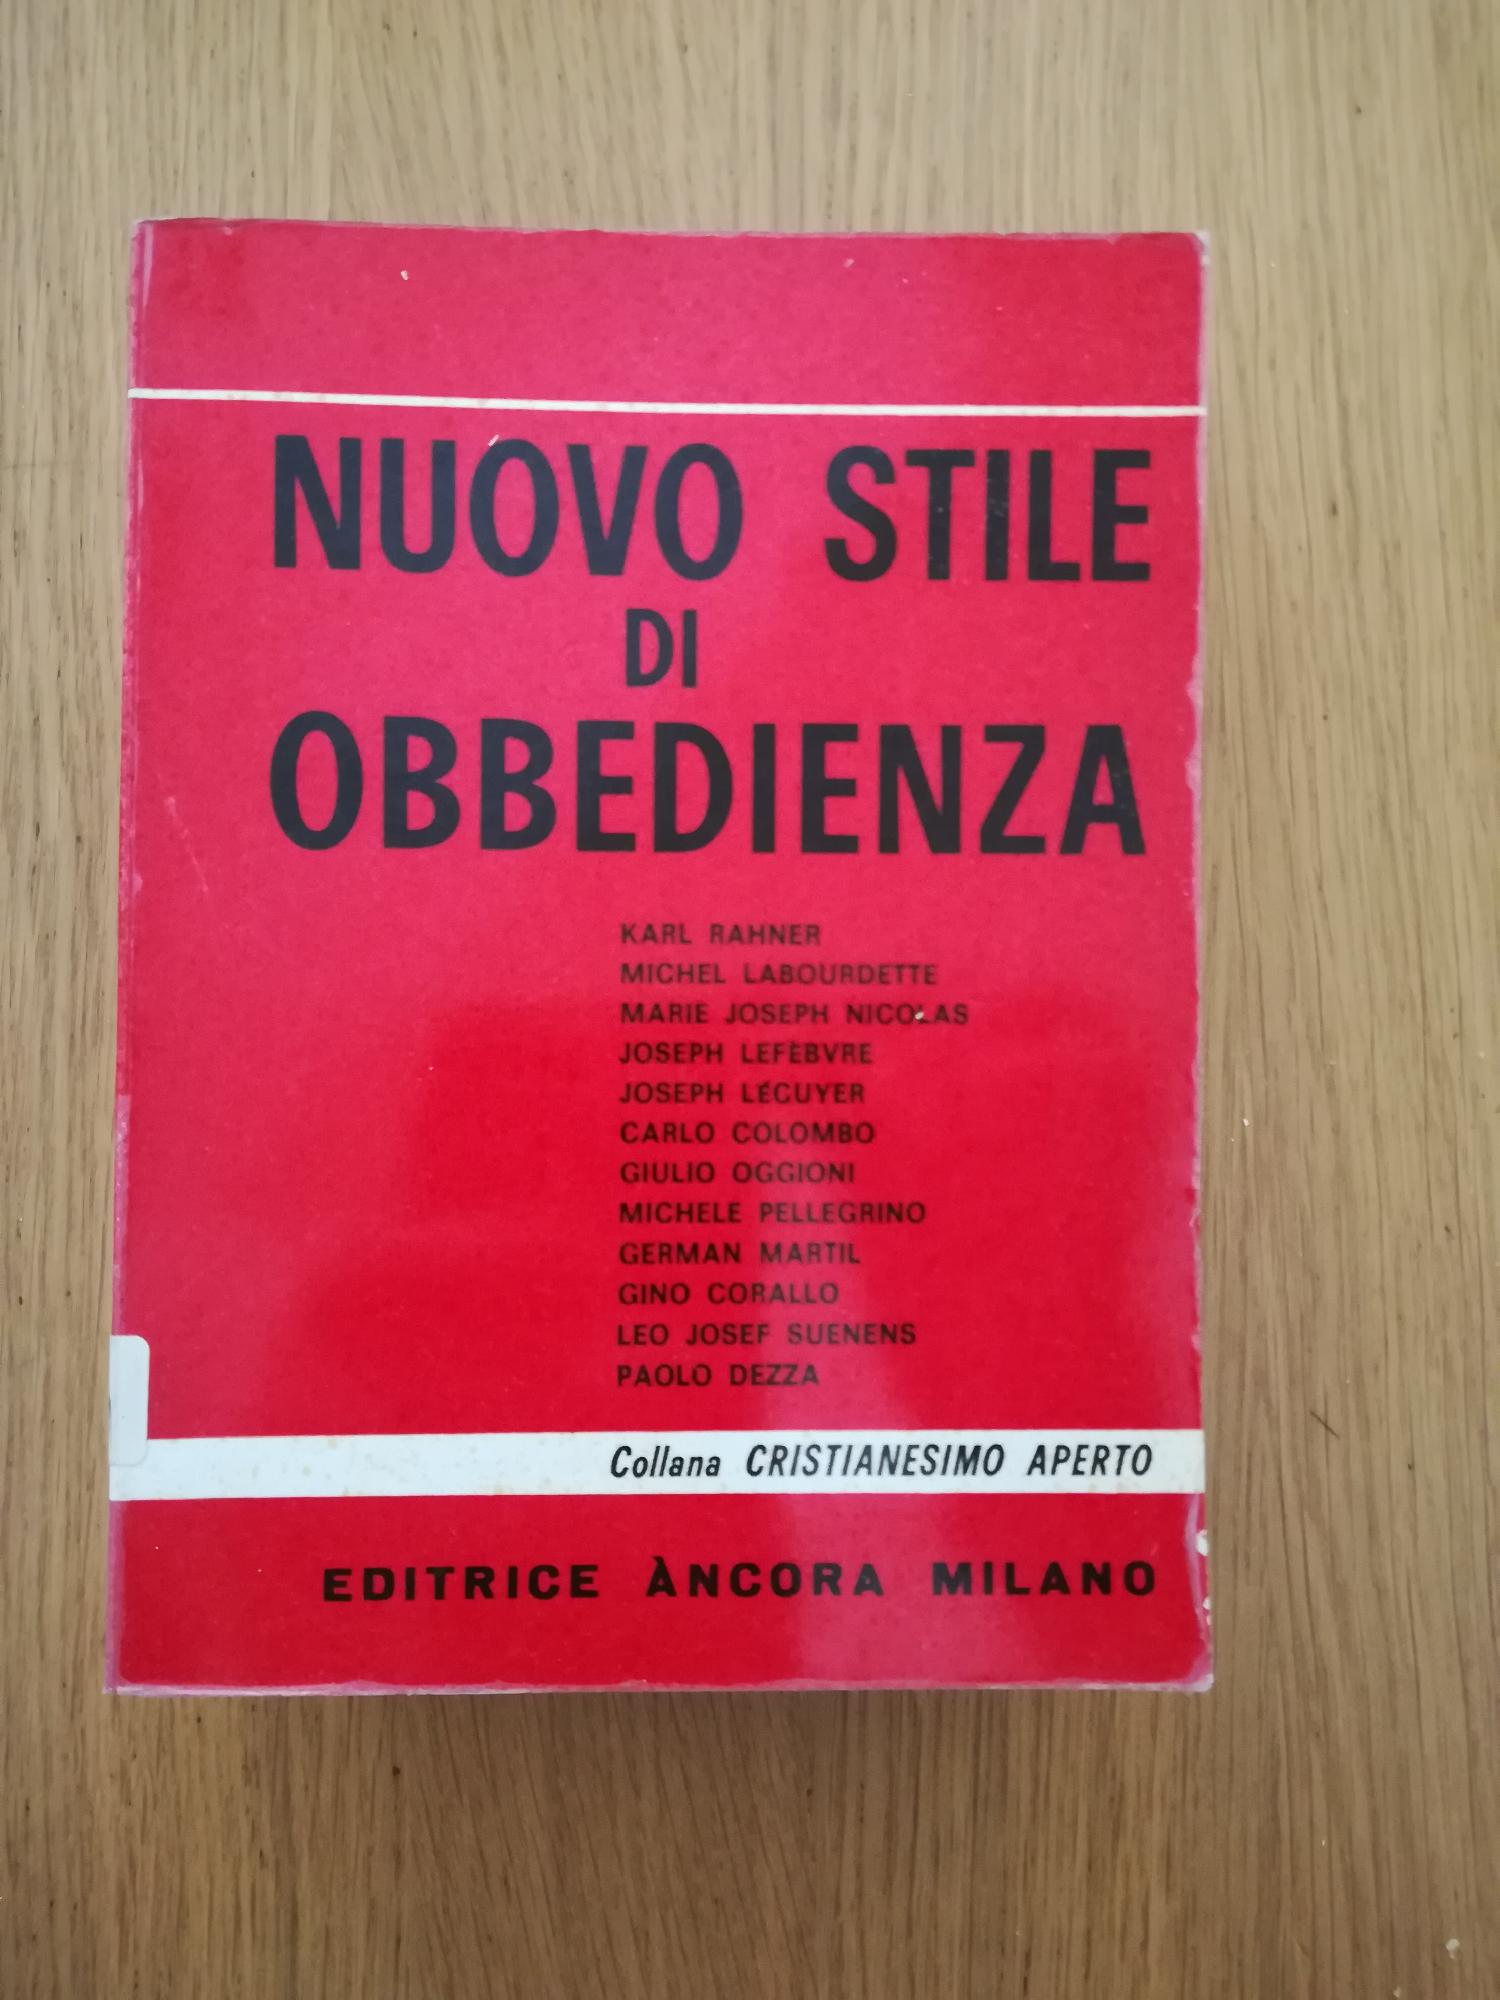 NUOVO STILE
DI
OBBEDIENZA
KARL RAHNER
MICHEL LABOURDETTE
MARIE JOSEPH NICOLAS
JOSEPH LEFÈBVRE
JOSEPH LÉCUYER
CARLO COLOMBO
GIULIO OGGIONI
MICHELE PELLEGRINO
GERMAN MARTIL
GINO CORALLO
LEO JOSEF SUENENS
PAOLO DEZZA
Collana CRISTIANESIMO APERTO
EDITRICE ÀNCORA MILANO